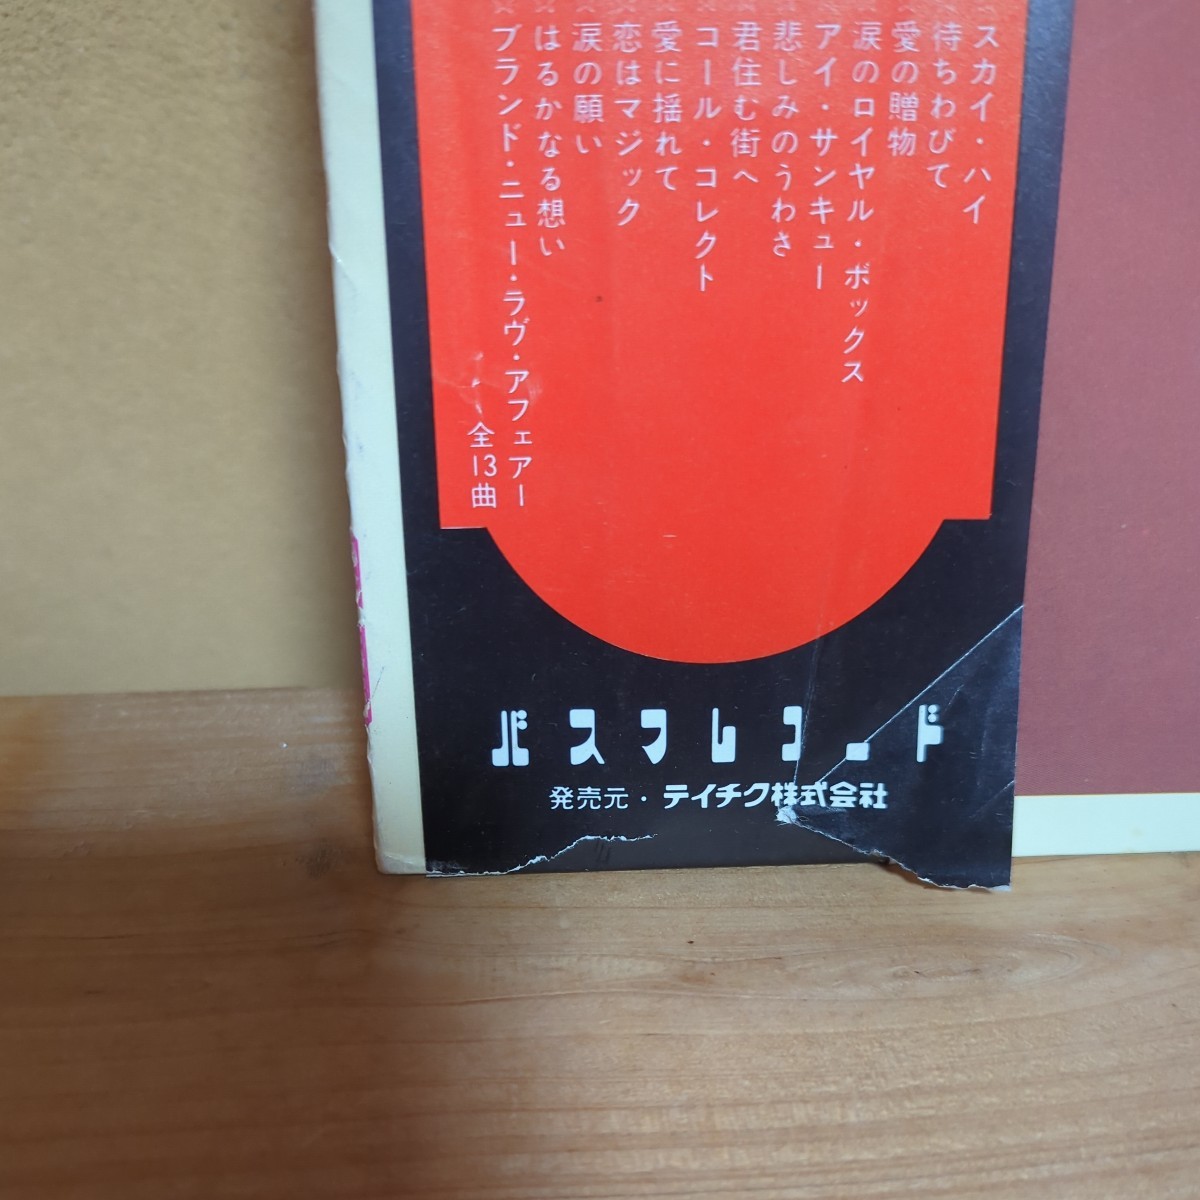 ☆スカイ・ハイ
☆待ちわびて
☆愛の贈物
☆涙のロイヤル・ボックス
☆アイ・サンキュー
☆悲しみのうわさ
☆君住む街へ
☆コール・コレクト
☆愛に揺れて
☆恋はマジック
☆涙の願い
☆はるかなる想い
☆ブランド・ニュー・ラヴ・アフェアー
全13曲
バスフレコード
発売元・テイチク株式会社